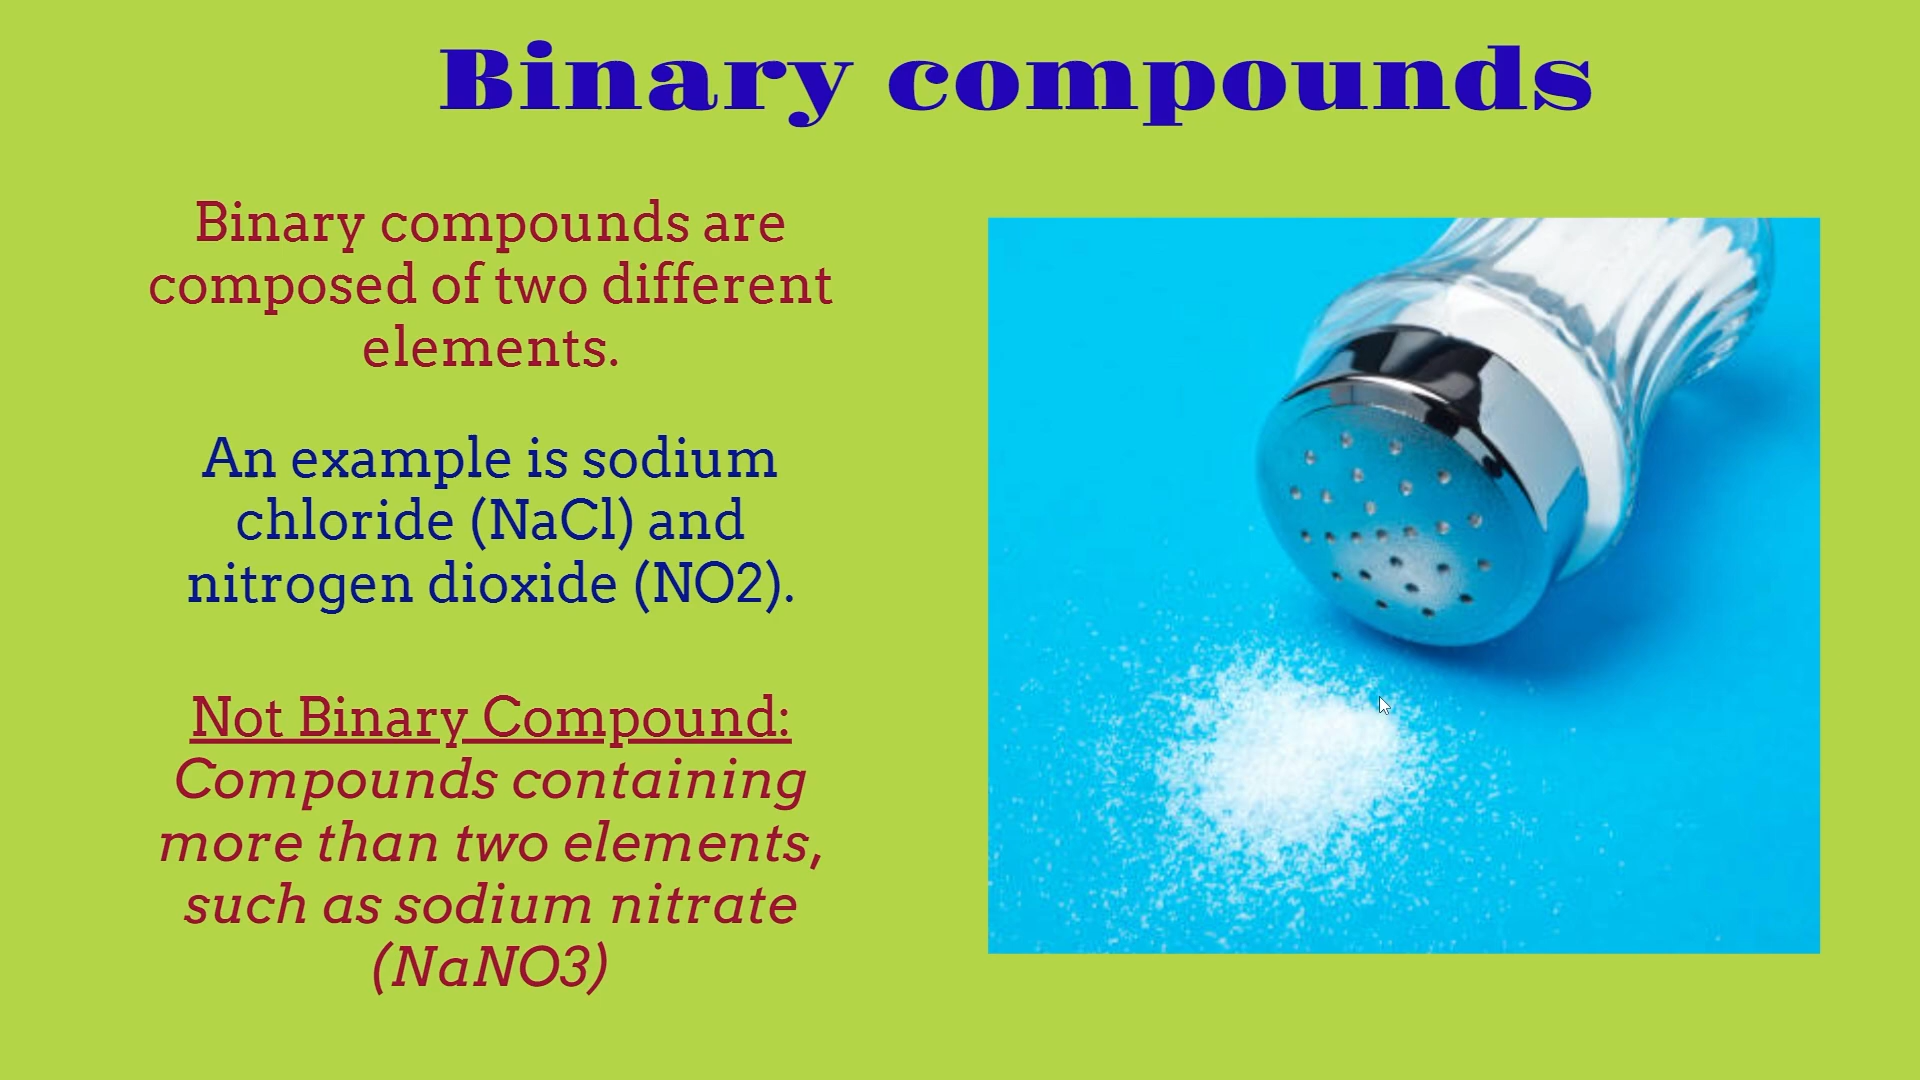 Binary compounds
Binary compounds are
composed of two different
elements.
An example is sodium
chloride (NaCl) and
nitrogen dioxide (NO2).
Not Binary Compound:
Compounds containing
more than two elements,
such as sodium nitrate
(NaNO3)